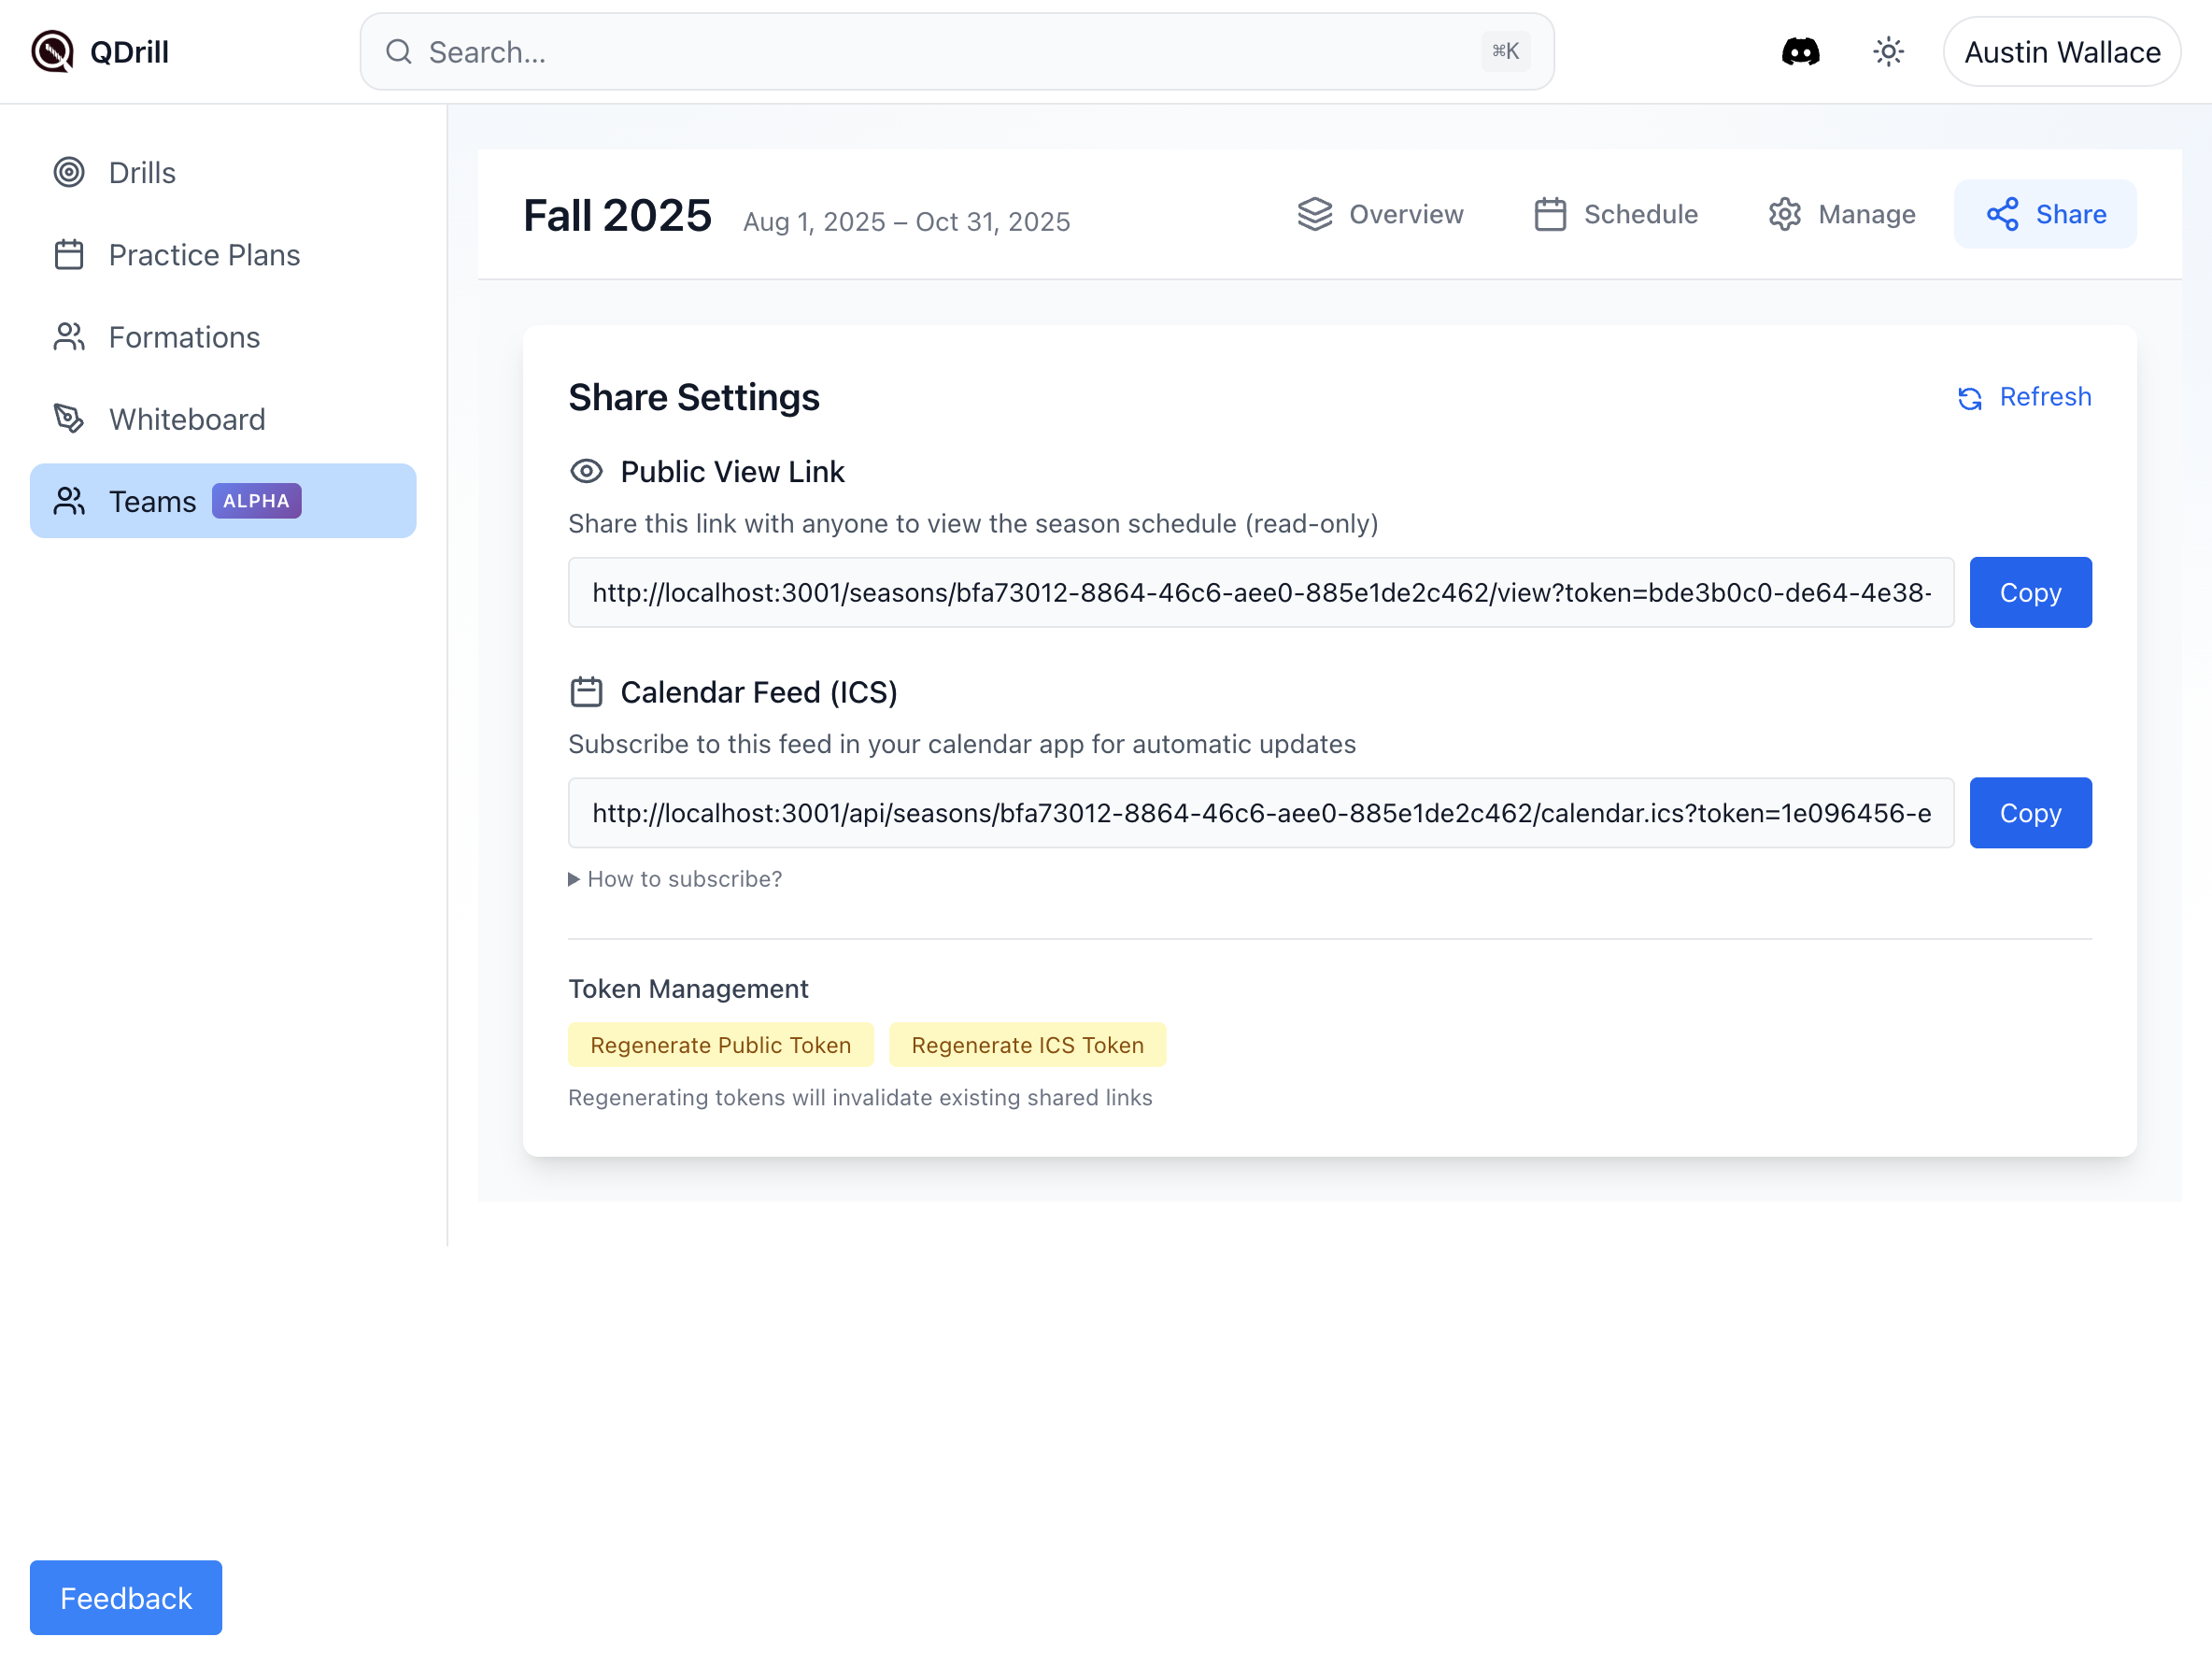 QDrill
Search...
⌘K
Austin Wallace
Drills
Practice Plans
Formations
Whiteboard
Teams ALPHA
Fall 2025 Aug 1, 2025 – Oct 31, 2025
Overview
Schedule
Manage
Share
Share Settings
Refresh
Public View Link
Share this link with anyone to view the season schedule (read-only)
http://localhost:3001/seasons/bfa73012-8864-46c6-aee0-885e1de2c462/view?token=bde3b0c0-de64-4e38-
Copy
Calendar Feed (ICS)
Subscribe to this feed in your calendar app for automatic updates
http://localhost:3001/api/seasons/bfa73012-8864-46c6-aee0-885e1de2c462/calendar.ics?token=1e096456-e
Copy
How to subscribe?
Token Management
Regenerate Public Token
Regenerate ICS Token
Regenerating tokens will invalidate existing shared links
Feedback